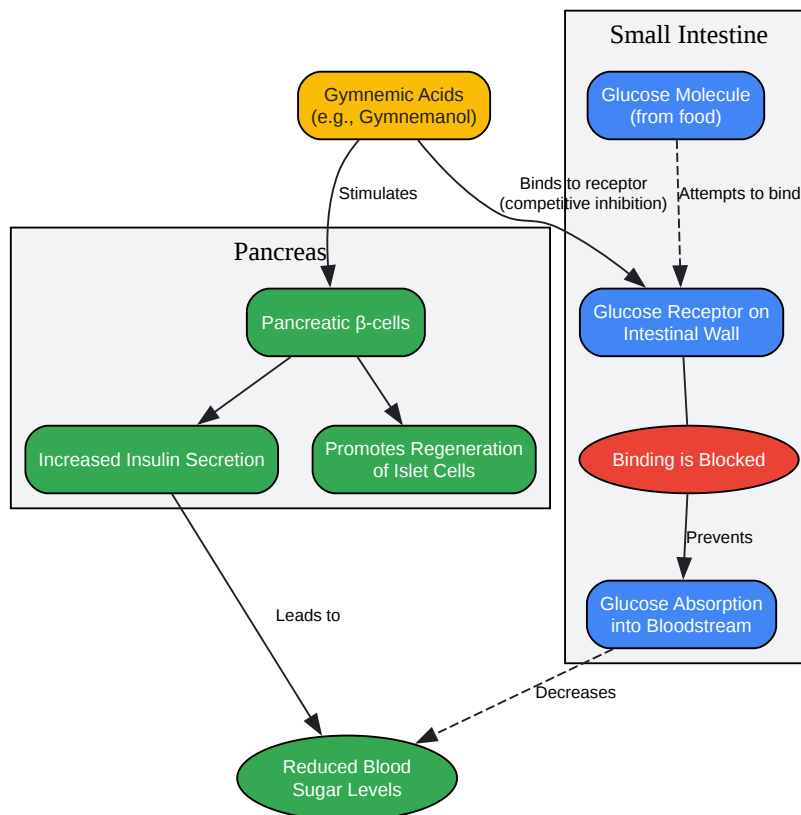 Small Intestine
Gymnemic Acids
(e.g., Gymnemanol)
Glucose Molecule
(from food)
Stimulates
Binds to receptor
(competitive inhibition)
Attempts to bind
Pancreas
Pancreatic β-cells
Glucose Receptor on
Intestinal Wall
Increased Insulin Secretion
Promotes Regeneration
of Islet Cells
Binding is Blocked
Prevents
Glucose Absorption
into Bloodstream
Leads to
Decreases
Reduced Blood
Sugar Levels